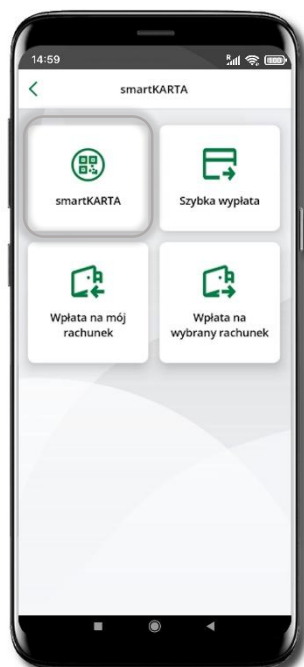 14:59
smartKARTA
smartKARTA
Szybka wypłata
Wpłata na mój
rachunek
Wpłata na
wybrany rachunek